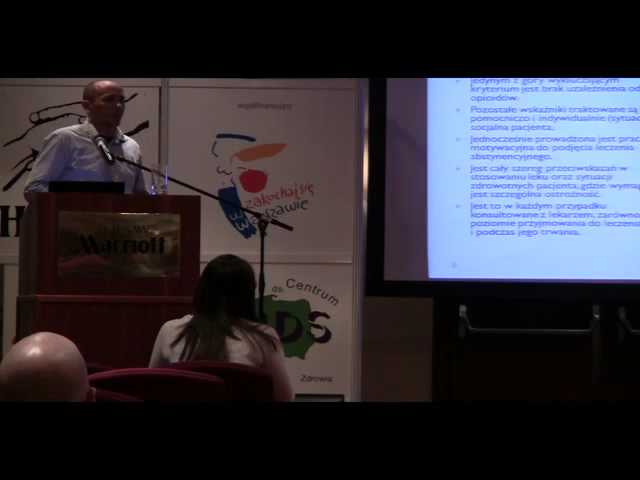 współfinansujący
zakochaj się
w
Warszawie
WARSAW
Marriott
ds. Centrum
DS
Zdrowia
H
Jedynym z góry wykluczającym
kryterium jest brak uzależnienia od
opioidów.
Pozostałe wskaźniki traktowane są
pomocniczo i indywidualnie (sytuac
socjalna pacjenta,
Jednocześnie prowadzona jest prac
motywacyjna do podjęcia leczenia
abstynencyjnego.
Jest cały szereg przeciwwskazań w
stosowaniu leku oraz sytuacji
zdrowotnych pacjenta, gdzie wyma
jest szczególna ostrożność.
Jest to w każdym przypadku
konsultowane z lekarzem, zarówno
poziomie przyjmowania do leczenia
i podczas jego trwania.